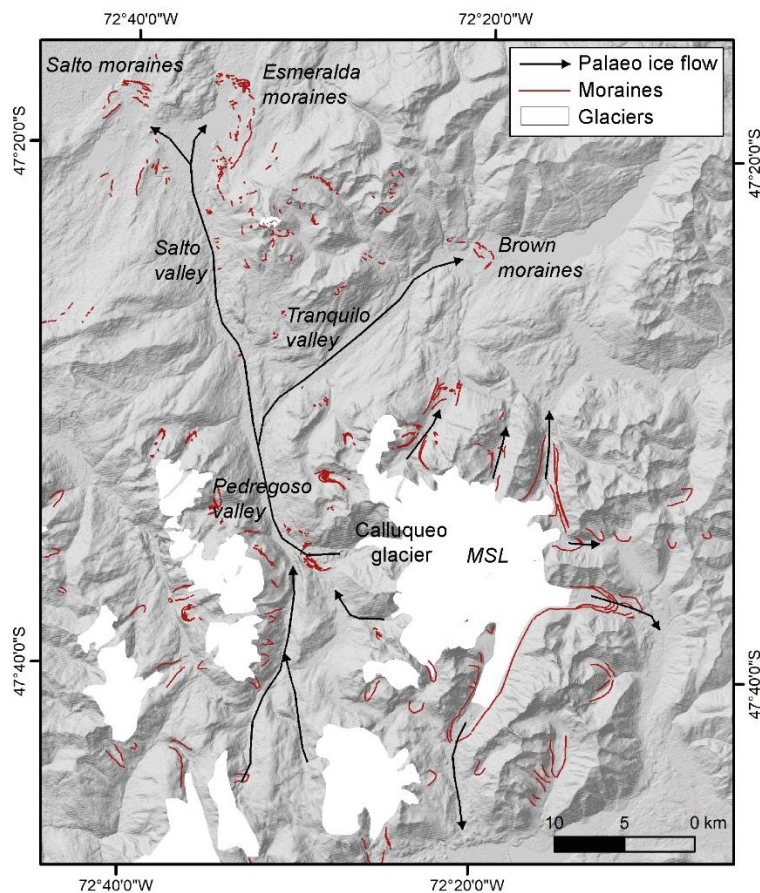 72°40'0"W
72°20'0"W
Salto moraines
Esmeralda
moraines
Palaeo ice flow
Moraines
Glaciers
47°20'0"S
47°20'0"S
Salto
valley
Brown
moraines
Tranquilo
valley
Pedregoso
valley
Calluqueo
glacier
MSL
47°40'0"S
47°40'0"S
10 5 0 km
72°40'0"W
72°20'0"W